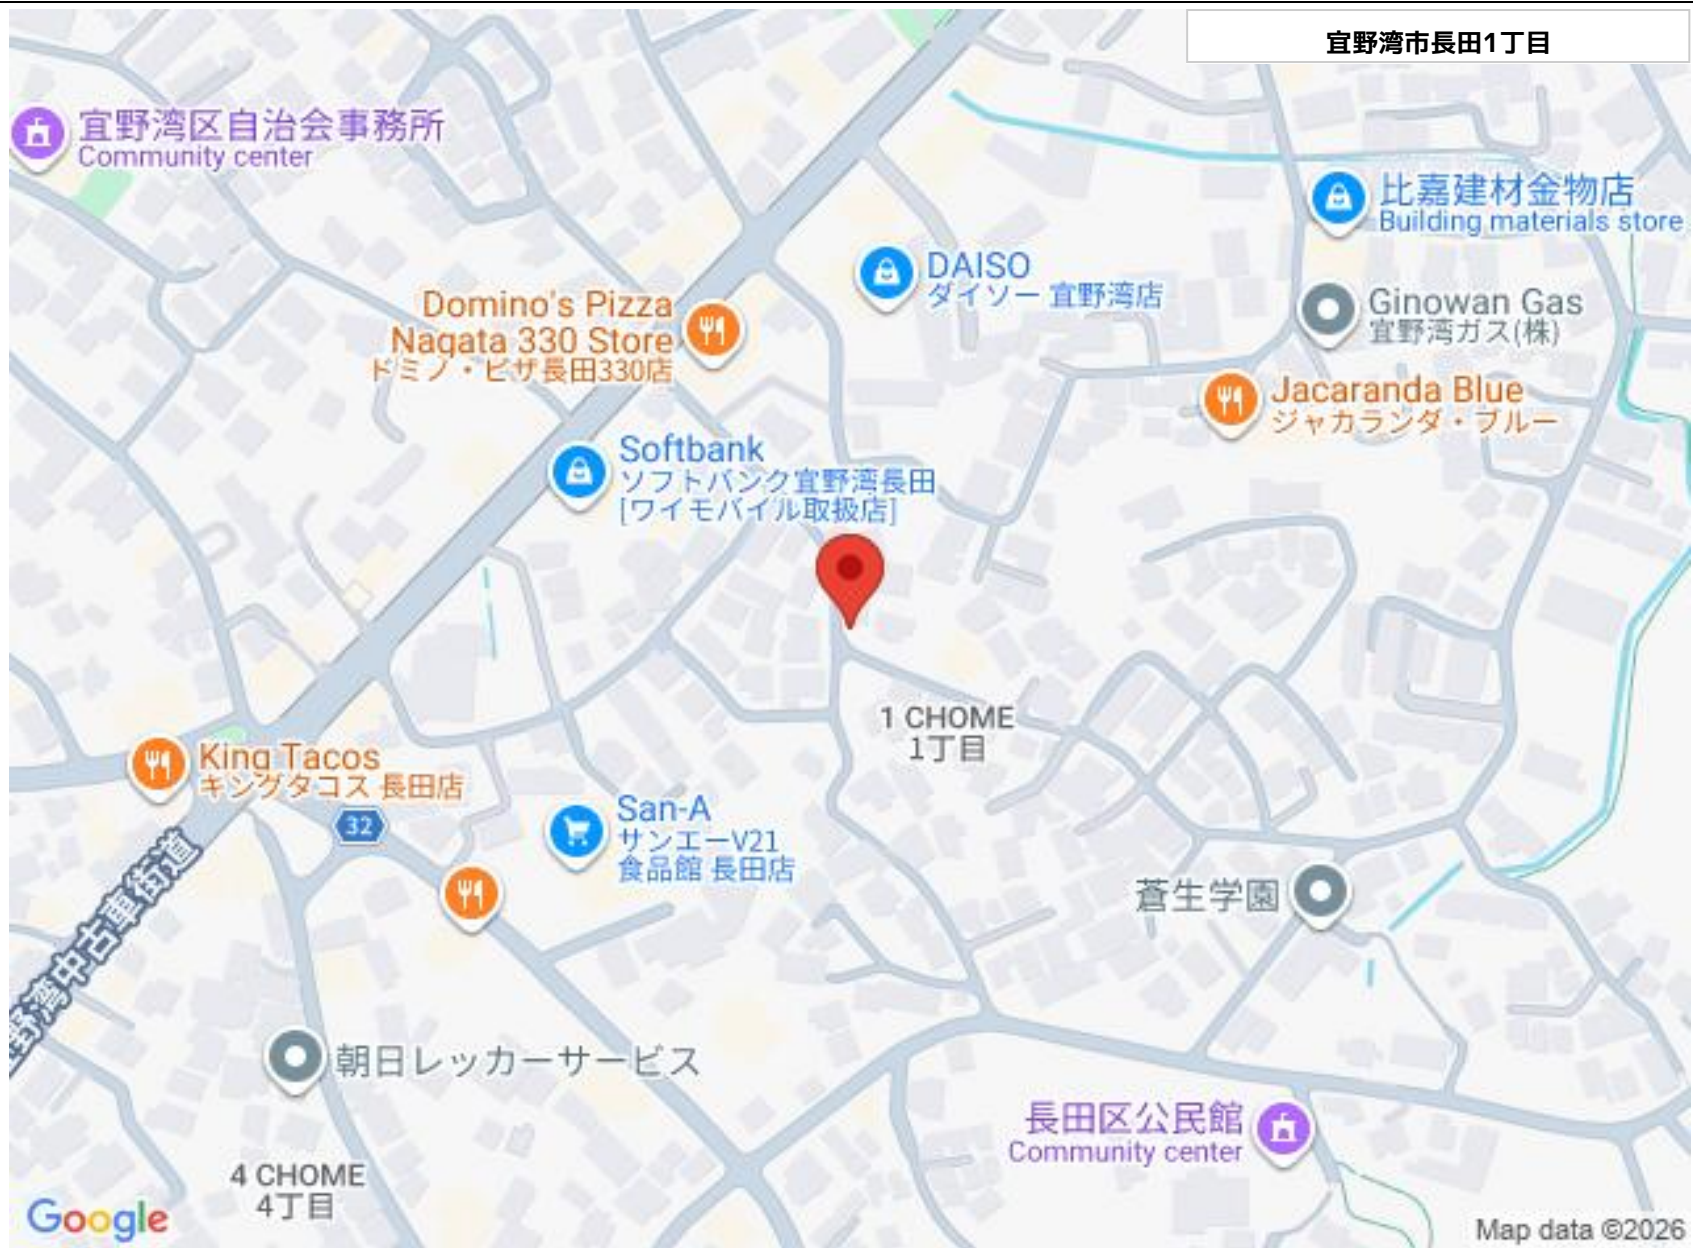 宜野湾市長田1丁目
宜野湾区自治会事務所
Community center
比嘉建材金物店
Building materials store
DAISO
ダイソー 宜野湾店
Domino's Pizza
Nagata 330 Store
ドミノ・ピザ長田330店
Ginowan Gas
宜野湾ガス(株)
Jacaranda Blue
ジャカランダ・ブルー
Softbank
ソフトバンク宜野湾長田
[ワイモバイル取扱店]
1 CHOME
1丁目
King Tacos
キングタコス 長田店
32
San-A
サンエーV21
食品館 長田店
野湾中古車街道
蒼生学園
朝日レッカーサービス
長田区公民館
Community center
4 CHOME
4丁目
Google
Map data ©2026